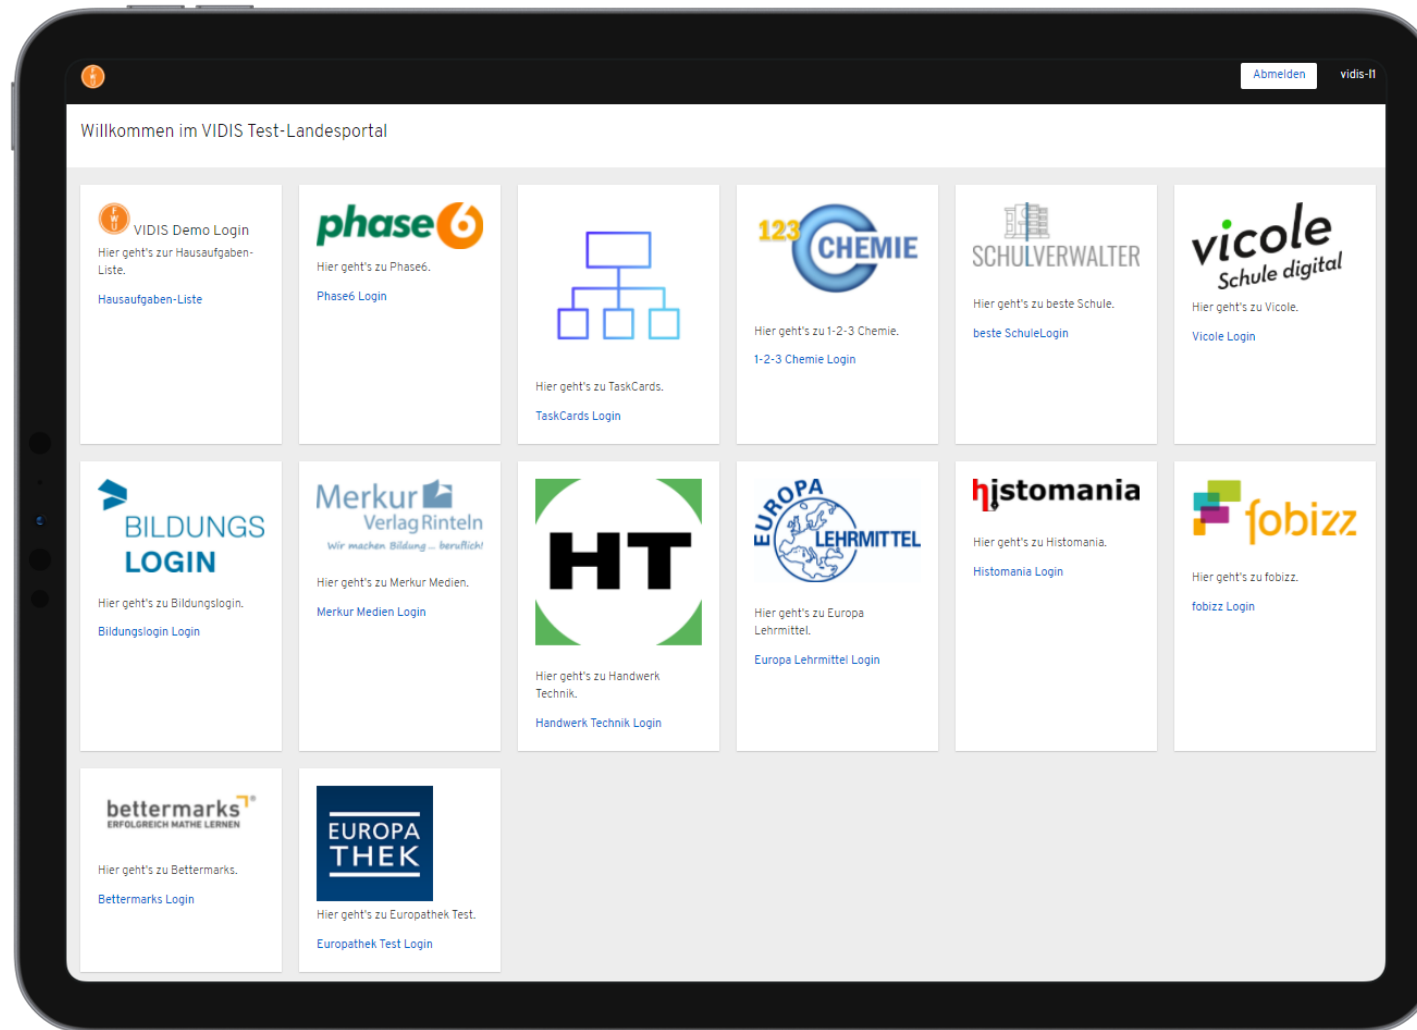 Abmelden
vidis-l1
Willkommen im VIDIS Test-Landesportal
FWU
VIDIS Demo Login
Hier geht's zur Hausaufgaben-
Liste.
Hausaufgaben-Liste
phase6
Hier geht's zu Phase6.
Phase6 Login
Hier geht's zu TaskCards.
TaskCards Login
123
CHEMIE
Hier geht's zu 1-2-3 Chemie.
1-2-3 Chemie Login
SCHULVERWALTER
Hier geht's zu beste Schule.
beste SchuleLogin
vicole
Schule digital
Hier geht's zu Vicole.
Vicole Login
BILDUNGS
LOGIN
Hier geht's zu Bildungslogin.
Bildungslogin Login
Merkur
Verlag Rinteln
Wir machen Bildung ... beruflich!
Hier geht's zu Merkur Medien.
Merkur Medien Login
HT
Hier geht's zu Handwerk
Technik.
Handwerk Technik Login
EUROPA
LEHRMITTEL
Hier geht's zu Europa
Lehrmittel.
Europa Lehrmittel Login
histomania
Hier geht's zu Histomania.
Histomania Login
fobizz
Hier geht's zu fobizz.
fobizz Login
bettermarks®
ERFOLGREICH MATHE LERNEN
Hier geht's zu Bettermarks.
Bettermarks Login
EUROPA
THEK
Hier geht's zu Europathek Test.
Europathek Test Login